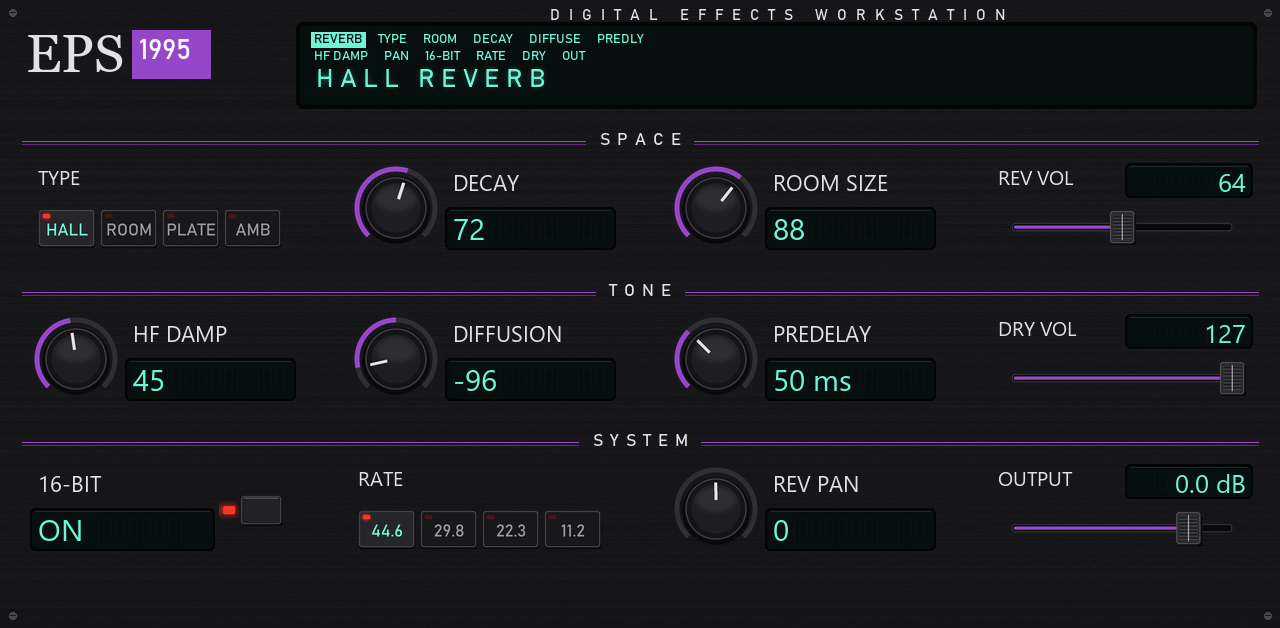 DIGITAL EFFECTS WORKSTATION
EPS 1995
REVERB TYPE ROOM DECAY DIFFUSE PREDLY
HF DAMP PAN 16-BIT RATE DRY OUT
HALL REVERB
SPACE
TYPE
HALL ROOM PLATE AMB
DECAY
72
ROOM SIZE
88
REV VOL
64
TONE
HF DAMP
45
DIFFUSION
-96
PREDELAY
50 ms
DRY VOL
127
SYSTEM
16-BIT
ON
RATE
44.6 29.8 22.3 11.2
REV PAN
0
OUTPUT
0.0 dB